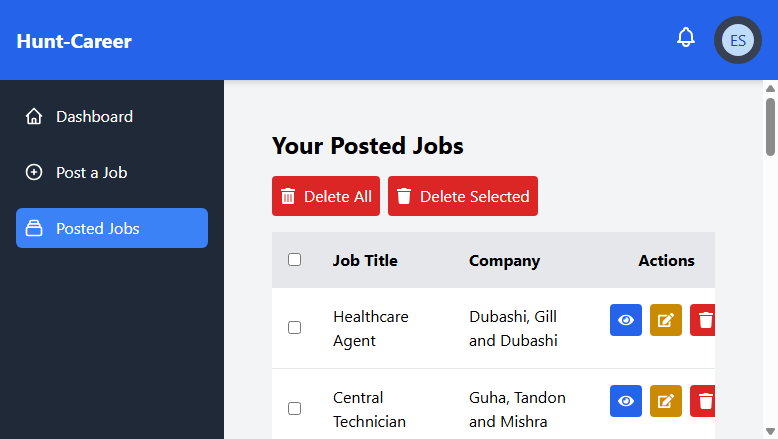 Hunt-Career
ES
Dashboard
Post a Job
Posted Jobs
Your Posted Jobs
Delete All
Delete Selected
Job Title
Company
Actions
Healthcare
Agent
Dubashi, Gill
and Dubashi
Central
Technician
Guha, Tandon
and Mishra